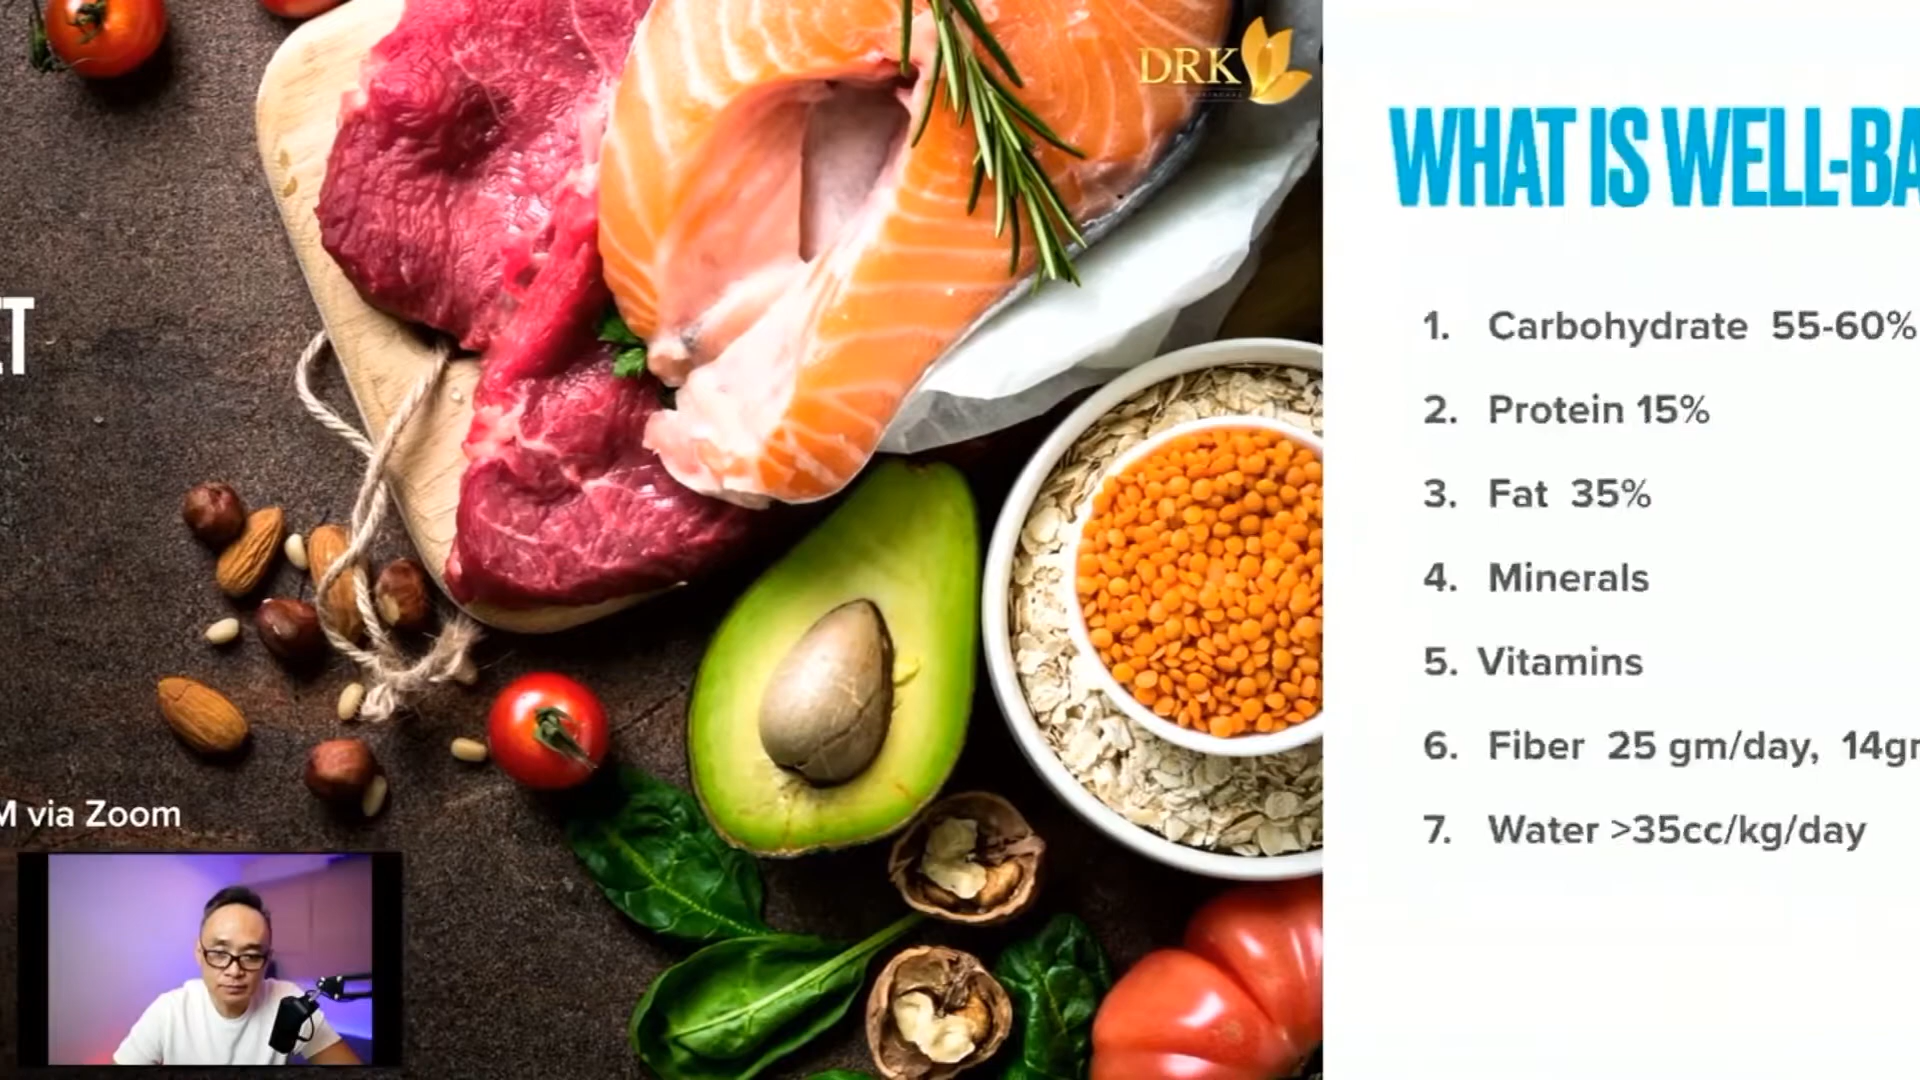 DRK
WHAT IS WELL-BA
ET
1. Carbohydrate 55-60%
2. Protein 15%
3. Fat 35%
4. Minerals
5. Vitamins
6. Fiber 25 gm/day, 14gr
7. Water >35cc/kg/day
M via Zoom